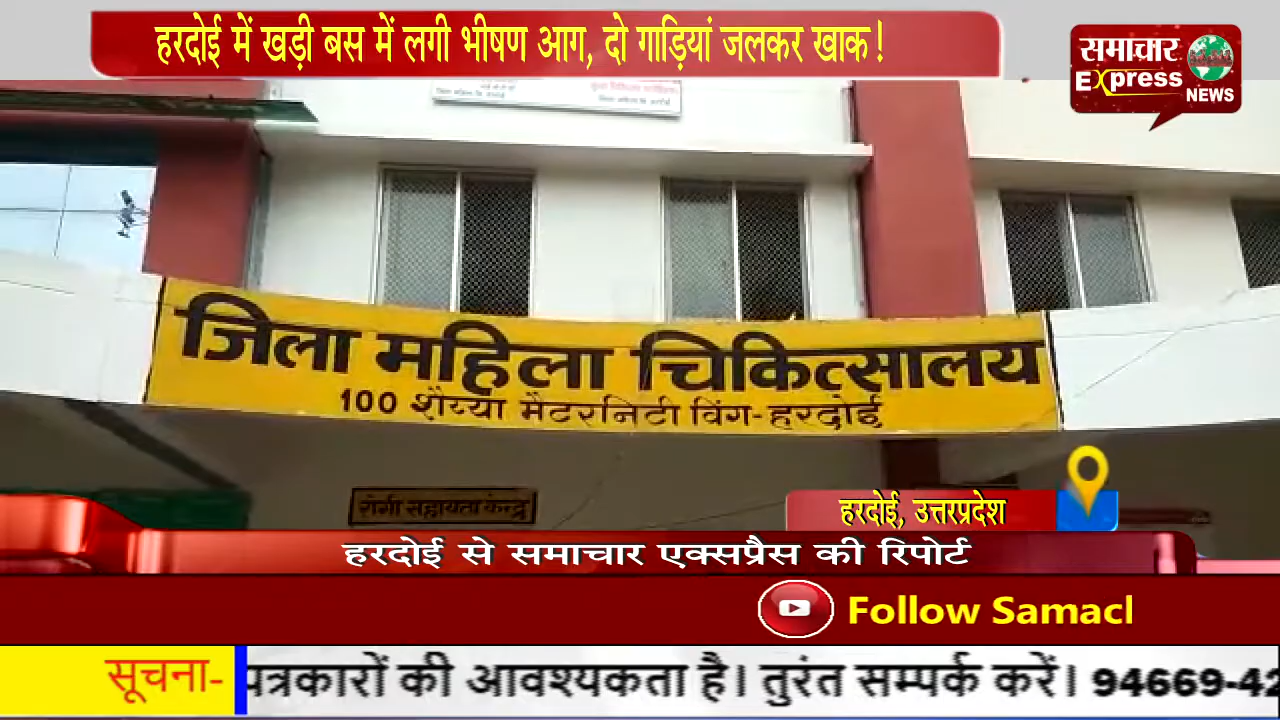 हरदोई में खड़ी बस में लगी भीषण आग, दो गाड़ियां जलकर खाक!
समाचार
Express
NEWS
जिला महिला चिकित्सालय
100 शैय्या मैटरनिटी विंग-हरदोई
रोगी सहायता केन्द्र
हरदोई, उत्तरप्रदेश
हरदोई से समाचार एक्सप्रैस की रिपोर्ट
Follow Samacl
सूचना- पत्रकारों की आवश्यकता है। तुरंत सम्पर्क करें। 94669-42